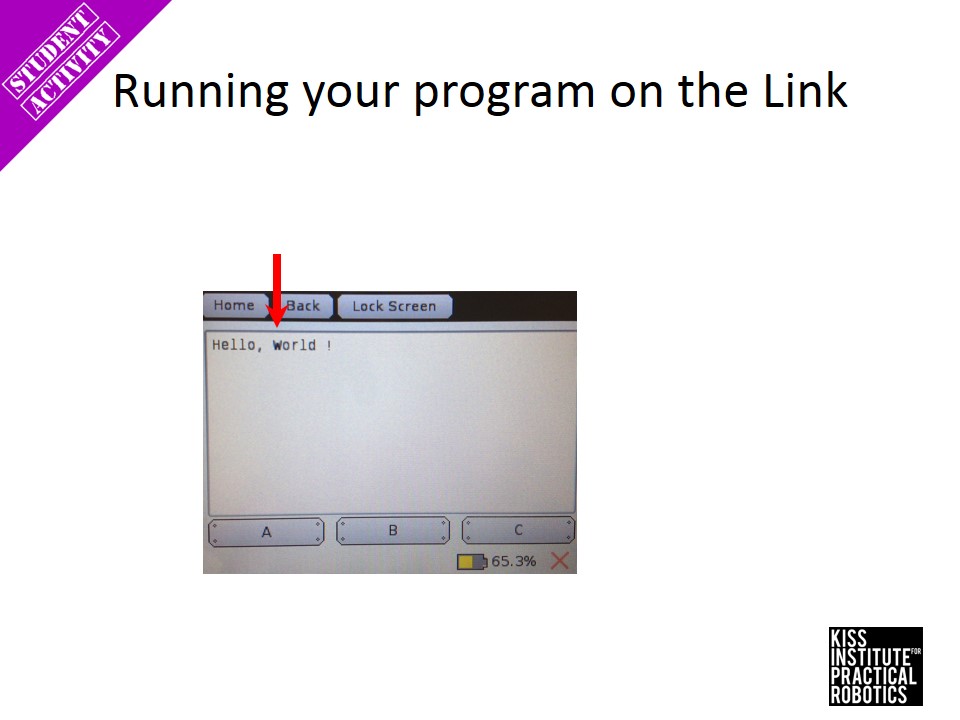 STUDENT
ACTIVITY
Running your program on the Link
Home Back Lock Screen
Hello, World !
A B C
65.3%
KISS
INSTITUTE FOR
PRACTICAL
ROBOTICS